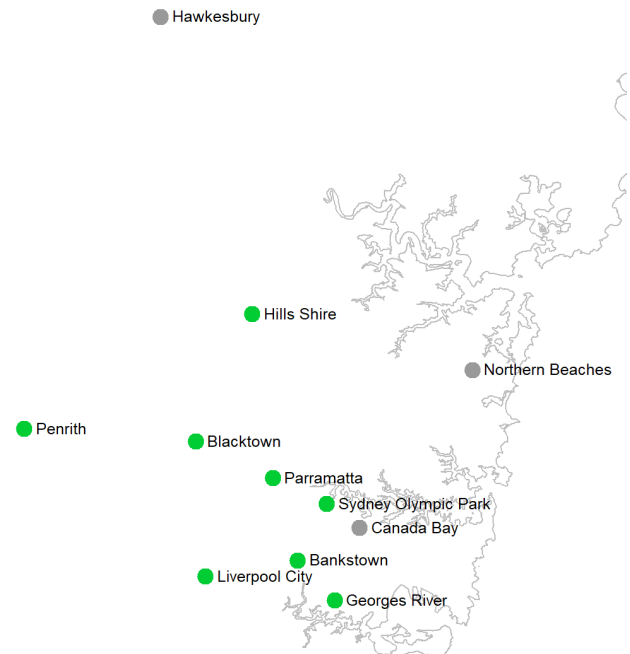 Hawkesbury
Hills Shire
Northern Beaches
Penrith
Blacktown
Parramatta
Sydney Olympic Park
Canada Bay
Bankstown
Liverpool City
Georges River